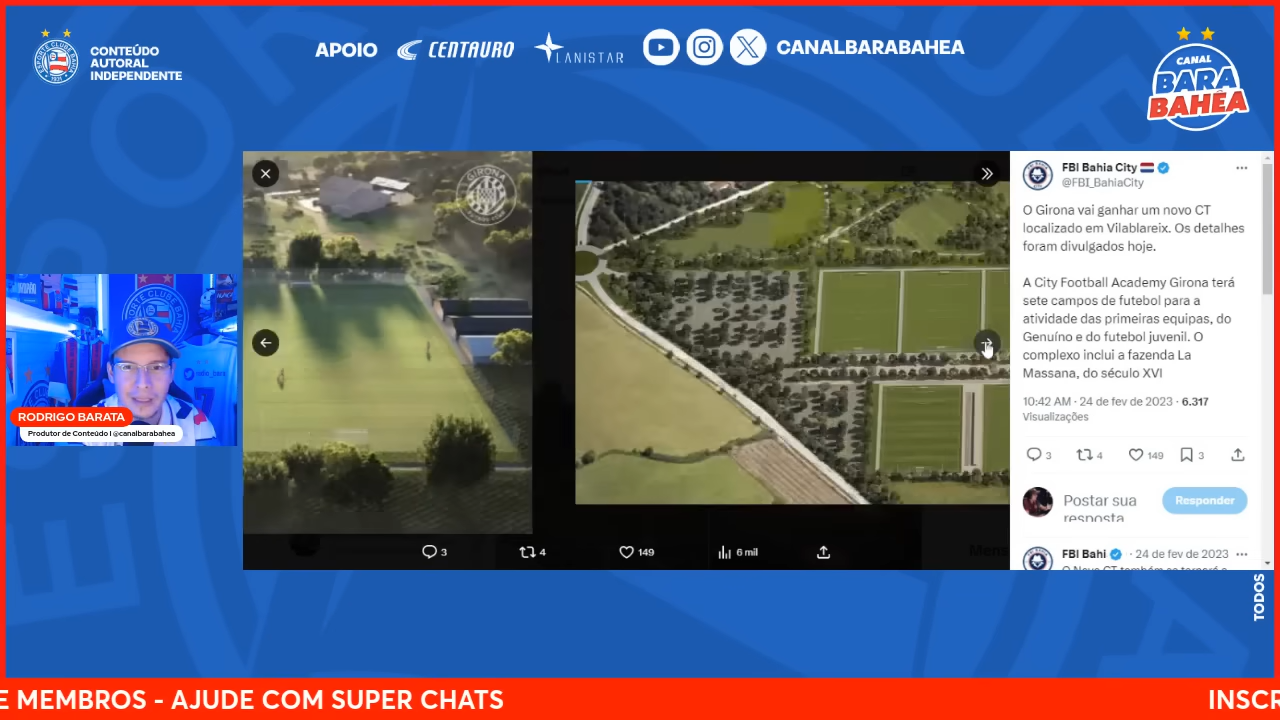 CONTEÚDO
AUTORAL
INDEPENDENTE
ESPORTE CLUBE BAHIA
1931
APOIO
CENTAURO
LANISTAR
CANALBARABAHEA
CANAL
BARA
BAHÊA
GIRONA
FBI Bahia City
@FBI_BahiaCity
O Girona vai ganhar um novo CT
localizado em Vilablareix. Os detalhes
foram divulgados hoje.
A City Football Academy Girona terá
sete campos de futebol para a
atividade das primeiras equipas, do
Genuíno e do futebol juvenil. O
complexo inclui a fazenda La
Massana, do século XVI
10:42 AM · 24 de fev de 2023 · 6.317
Visualizações
3 4 149 3
Postar sua
resposta
Responder
FBI Bahi · 24 de fev de 2023
3 4 149 6 mil
RODRIGO BARATA
Produtor de Conteúdo | @canalbarabahea
TODOS
E MEMBROS - AJUDE COM SUPER CHATS
INSCR